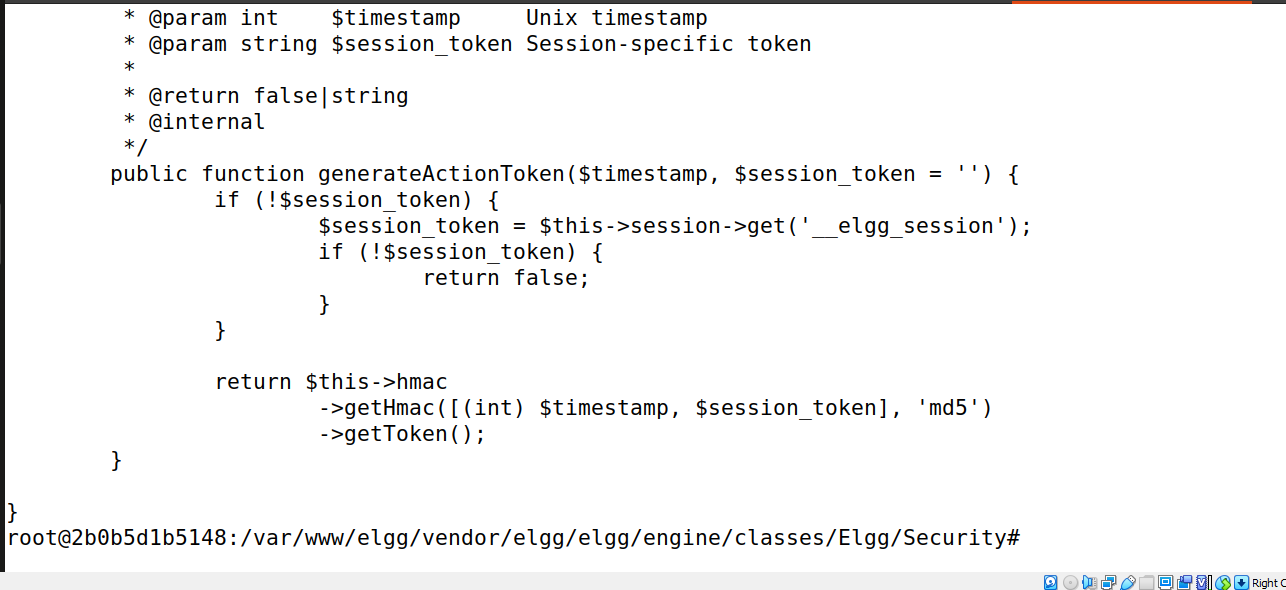 * @param int    $timestamp     Unix timestamp
         * @param string $session_token Session-specific token
         *
         * @return false|string
         * @internal
         */
        public function generateActionToken($timestamp, $session_token = '') {
                if (!$session_token) {
                        $session_token = $this->session->get('__elgg_session');
                        if (!$session_token) {
                                return false;
                        }
                }

                return $this->hmac
                        ->getHmac([(int) $timestamp, $session_token], 'md5')
                        ->getToken();
        }

}
root@2b0b5d1b5148:/var/www/elgg/vendor/elgg/elgg/engine/classes/Elgg/Security#
Right